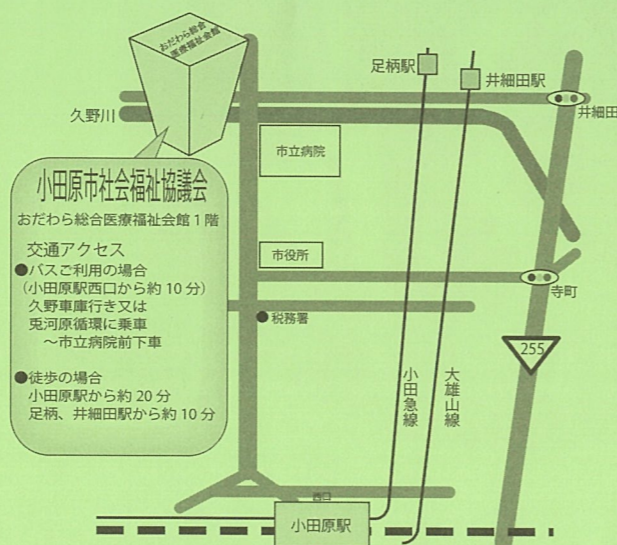 おだわら総合
医療福祉会館
足柄駅
井細田駅
井細田
久野川
市立病院
小田原市社会福祉協議会
おだわら総合医療福祉会館1階
交通アクセス
●バスご利用の場合
(小田原駅西口から約10分)
久野車庫行き又は
兎河原循環に乗車
~市立病院前下車
●徒歩の場合
小田原駅から約20分
足柄、井細田駅から約10分
市役所
寺町
●税務署
255
小田急線
大雄山線
西口
小田原駅